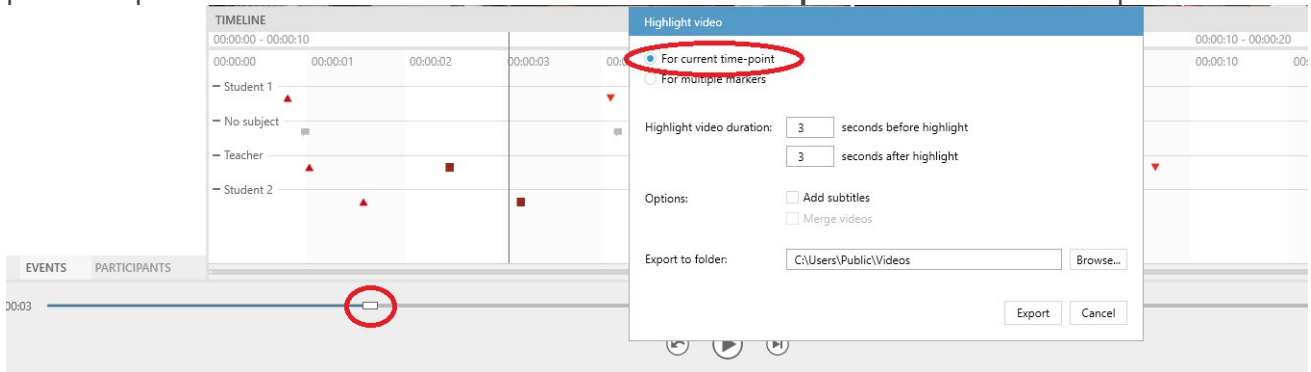 TIMELINE
00:00:00 - 00:00:10
00:00:10 - 00:00:20
00:00:00 00:00:01 00:00:02 00:00:03
00:00:10
Student 1
No subject
Teacher
Student 2
EVENTS PARTICIPANTS
00:03
Highlight video
For current time-point
For multiple markers
Highlight video duration: 3 seconds before highlight
3 seconds after highlight
Options: Add subtitles
Merge videos
Export to folder: C:\Users\Public\Videos Browse...
Export Cancel